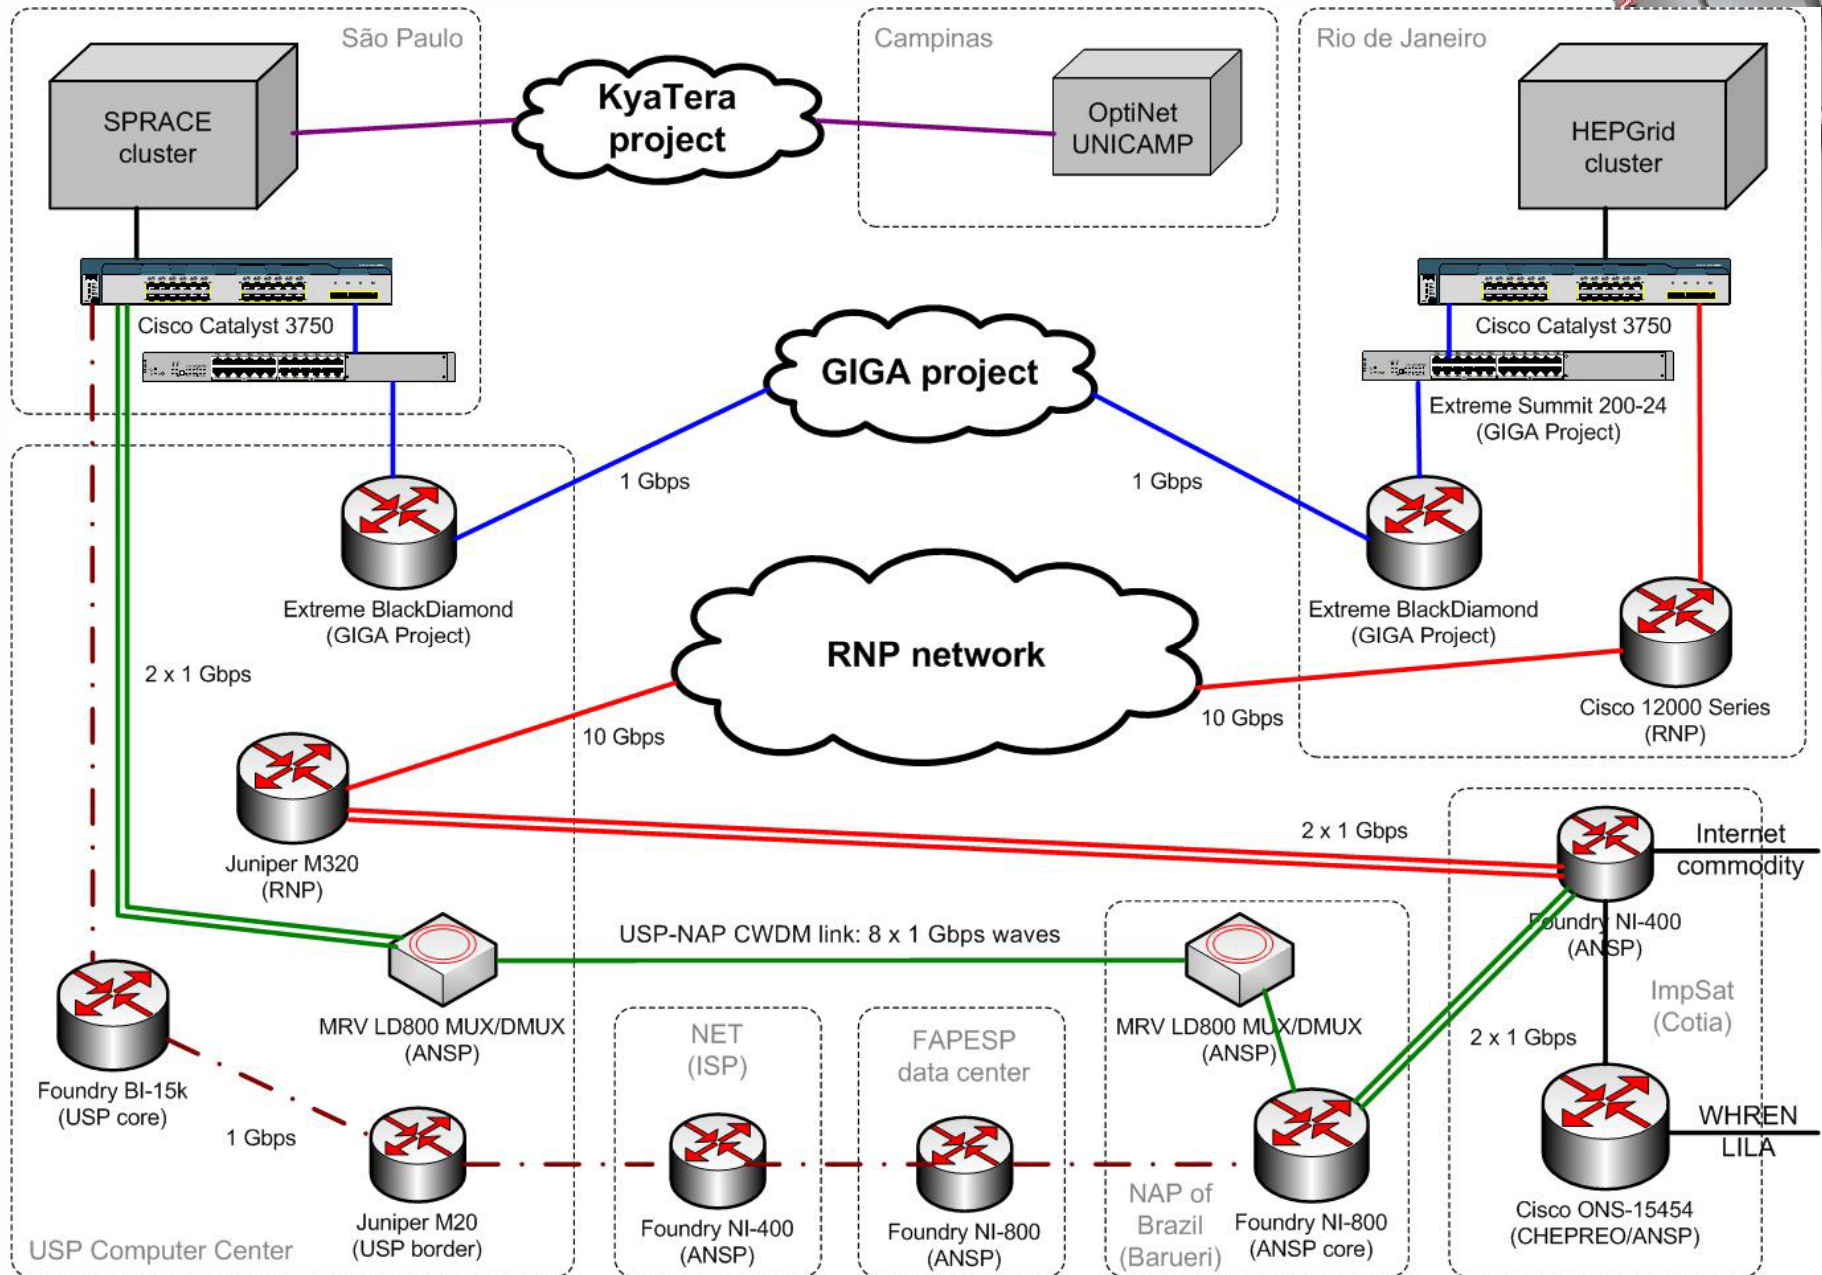 São Paulo
Campinas
Rio de Janeiro
SPRACE
cluster
KyaTera
project
OptiNet
UNICAMP
HEPGrid
cluster
Cisco Catalyst 3750
Cisco Catalyst 3750
GIGA project
Extreme Summit 200-24
(GIGA Project)
1 Gbps
1 Gbps
Extreme BlackDiamond
(GIGA Project)
Extreme BlackDiamond
(GIGA Project)
RNP network
2 x 1 Gbps
10 Gbps
10 Gbps
Cisco 12000 Series
(RNP)
Juniper M320
(RNP)
2 x 1 Gbps
Internet
commodity
Foundry NI-400
(ANSP)
USP-NAP CWDM link: 8 x 1 Gbps waves
ImpSat
(Cotia)
MRV LD800 MUX/DMUX
(ANSP)
NET
(ISP)
FAPESP
data center
MRV LD800 MUX/DMUX
(ANSP)
2 x 1 Gbps
Foundry BI-15k
(USP core)
1 Gbps
WHREN
LILA
Juniper M20
(USP border)
Foundry NI-400
(ANSP)
Foundry NI-800
(ANSP)
NAP of
Brazil
(Barueri)
Foundry NI-800
(ANSP core)
Cisco ONS-15454
(CHEPREO/ANSP)
USP Computer Center